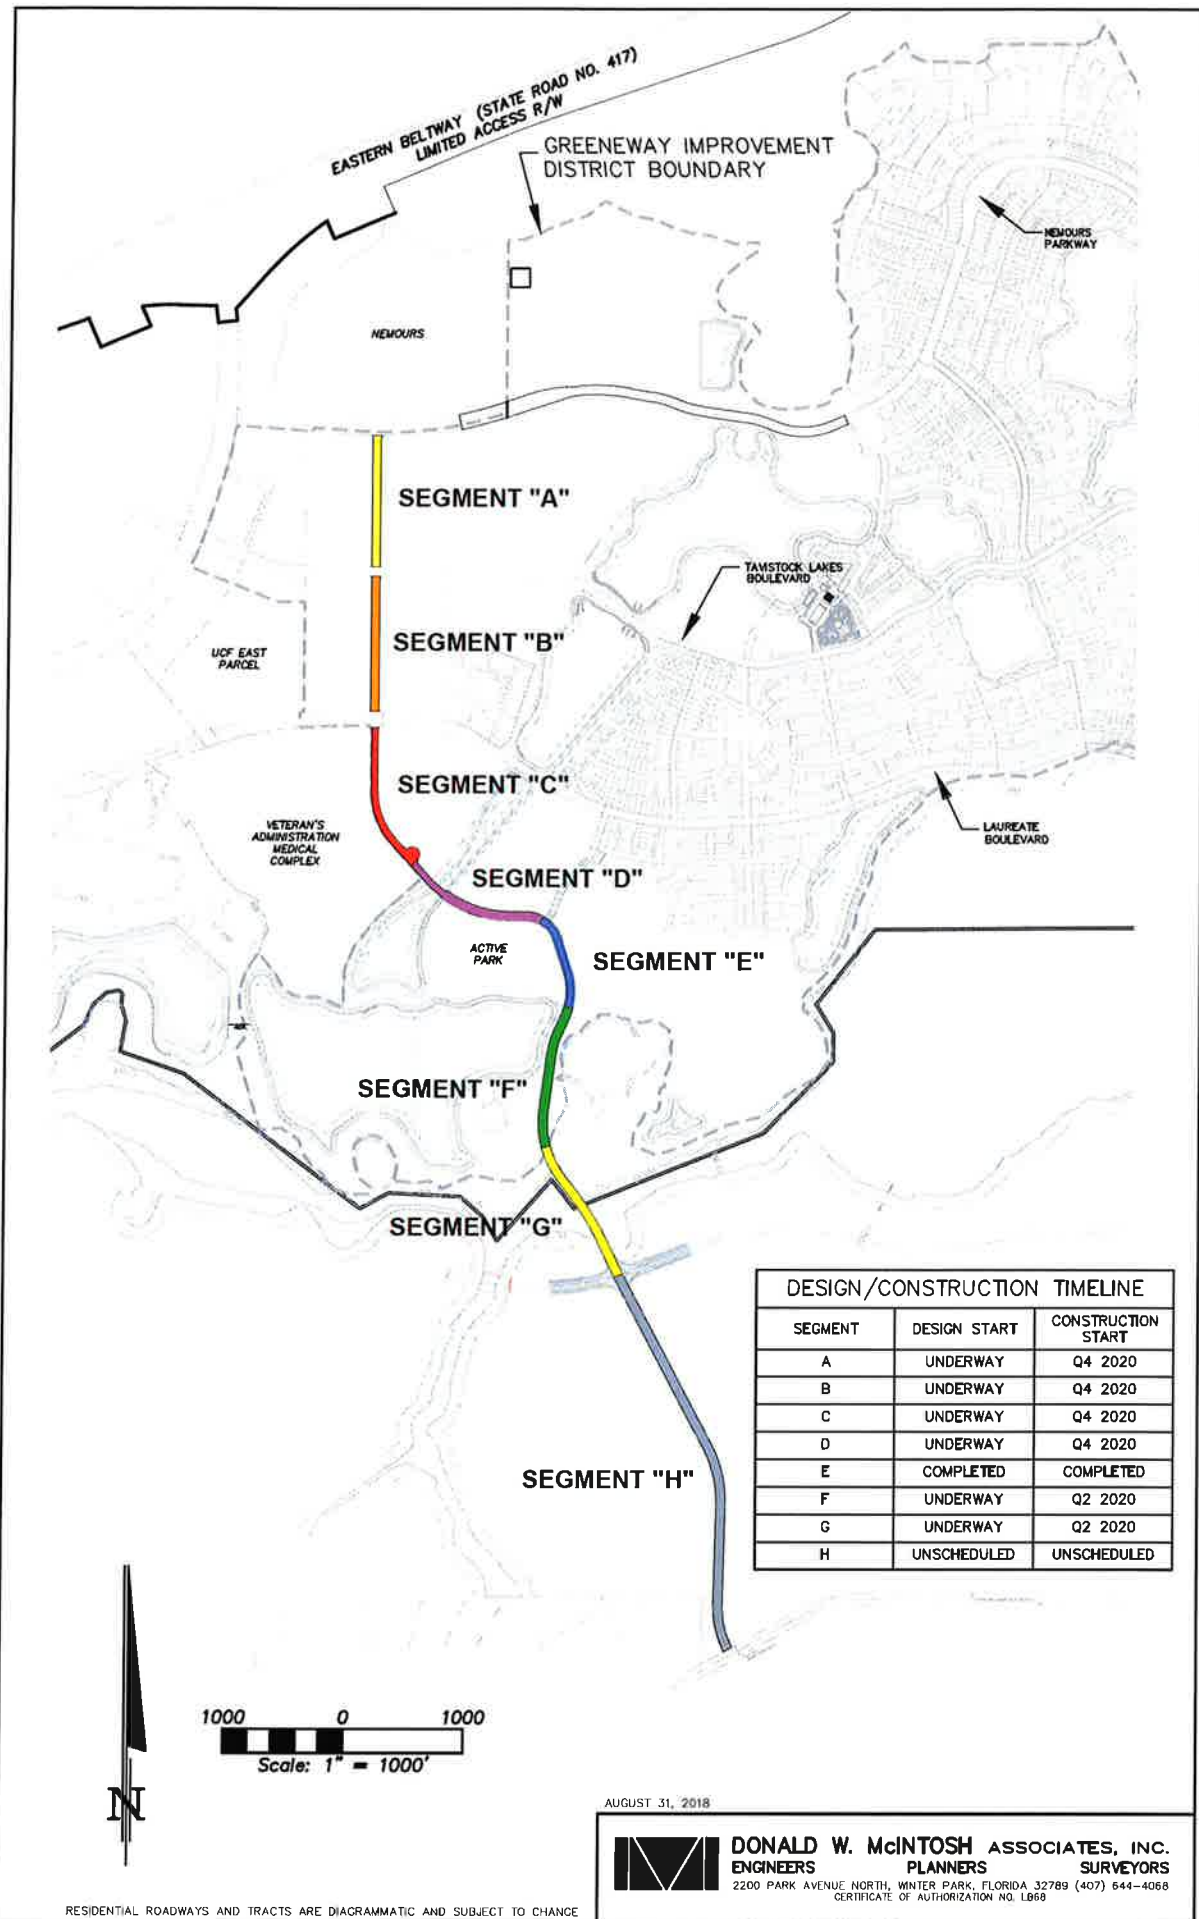 EASTERN BELTWAY (STATE ROAD NO. 417)
LIMITED ACCESS R/W
GREENEWAY IMPROVEMENT
DISTRICT BOUNDARY
NEMOURS
PARKWAY
NEMOURS
SEGMENT "A"
TAVISTOCK LAKES
BOULEVARD
SEGMENT "B"
UCF EAST
PARCEL
SEGMENT "C"
VETERAN'S
ADMINISTRATION
MEDICAL
COMPLEX
LAUREATE
BOULEVARD
SEGMENT "D"
ACTIVE
PARK
SEGMENT "E"
SEGMENT "F"
SEGMENT "G"
DESIGN/CONSTRUCTION TIMELINE
SEGMENT DESIGN START CONSTRUCTION START
A UNDERWAY Q4 2020
B UNDERWAY Q4 2020
C UNDERWAY Q4 2020
D UNDERWAY Q4 2020
E COMPLETED COMPLETED
F UNDERWAY Q2 2020
G UNDERWAY Q2 2020
H UNSCHEDULED UNSCHEDULED
SEGMENT "H"
1000 0 1000
Scale: 1" = 1000'
N
AUGUST 31, 2018
DONALD W. McINTOSH ASSOCIATES, INC.
ENGINEERS PLANNERS SURVEYORS
2200 PARK AVENUE NORTH, WINTER PARK, FLORIDA 32789 (407) 644-4068
CERTIFICATE OF AUTHORIZATION NO. LB68
RESIDENTIAL ROADWAYS AND TRACTS ARE DIAGRAMMATIC AND SUBJECT TO CHANGE